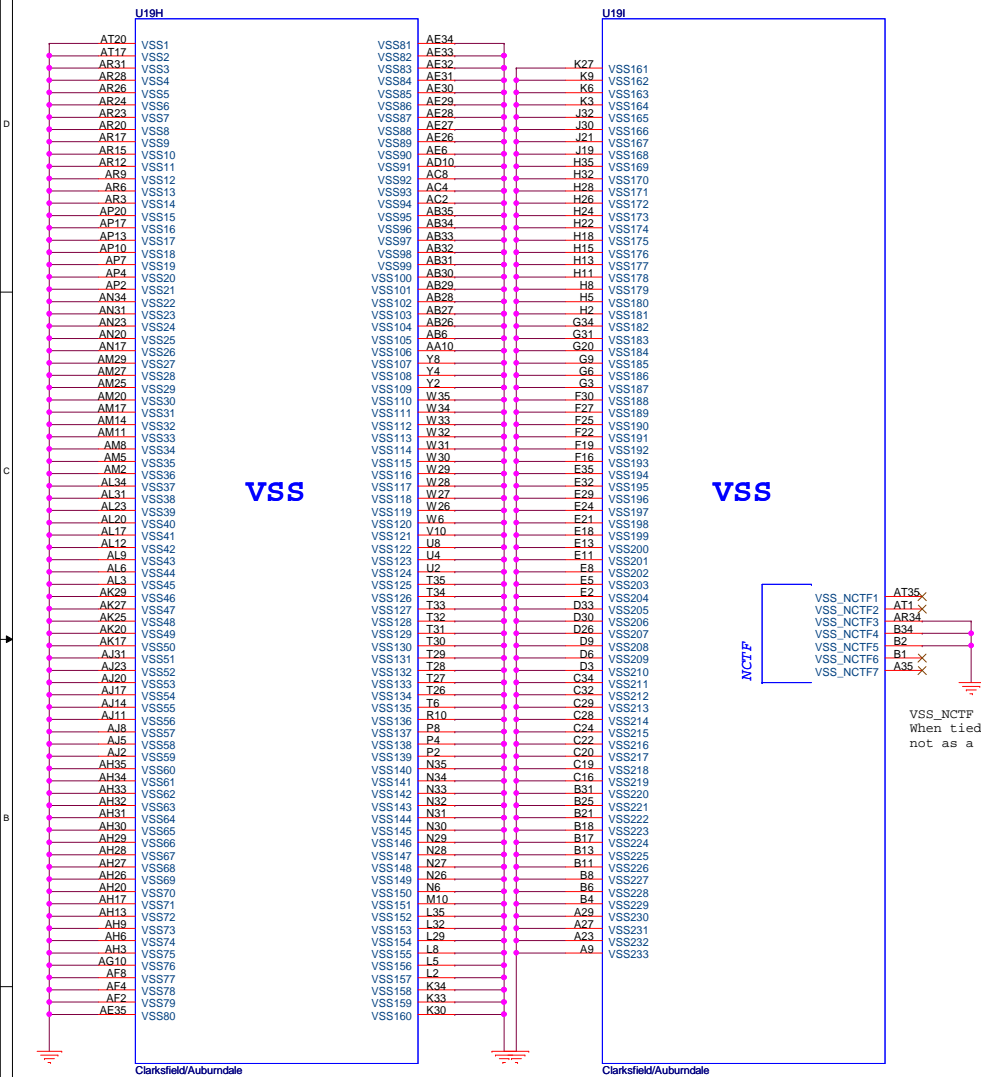 U19H
AT20 VSS1
AT17 VSS2
AR31 VSS3
AR28 VSS4
AR26 VSS5
AR24 VSS6
AR23 VSS7
AR20 VSS8
AR17 VSS9
AR15 VSS10
AR12 VSS11
AR9 VSS12
AR6 VSS13
AR3 VSS14
AP20 VSS15
AP17 VSS16
AP13 VSS17
AP10 VSS18
AP7 VSS19
AP4 VSS20
AP2 VSS21
AN34 VSS22
AN31 VSS23
AN23 VSS24
AN20 VSS25
AN17 VSS26
AM29 VSS27
AM27 VSS28
AM25 VSS29
AM20 VSS30
AM17 VSS31
AM14 VSS32
AM11 VSS33
AM8 VSS34
AM5 VSS35
AM2 VSS36
AL34 VSS37
AL31 VSS38
AL23 VSS39
AL20 VSS40
AL17 VSS41
AL12 VSS42
AL9 VSS43
AL6 VSS44
AL3 VSS45
AK29 VSS46
AK27 VSS47
AK25 VSS48
AK20 VSS49
AK17 VSS50
AJ31 VSS51
AJ23 VSS52
AJ20 VSS53
AJ17 VSS54
AJ14 VSS55
AJ11 VSS56
AJ8 VSS57
AJ5 VSS58
AJ2 VSS59
AH35 VSS60
AH34 VSS61
AH33 VSS62
AH32 VSS63
AH31 VSS64
AH30 VSS65
AH29 VSS66
AH28 VSS67
AH27 VSS68
AH26 VSS69
AH20 VSS70
AH17 VSS71
AH13 VSS72
AH9 VSS73
AH6 VSS74
AH3 VSS75
AG10 VSS76
AF8 VSS77
AF4 VSS78
AF2 VSS79
AE35 VSS80
VSS
VSS81 AE34
VSS82 AE33
VSS83 AE32
VSS84 AE31
VSS85 AE30
VSS86 AE29
VSS87 AE28
VSS88 AE27
VSS89 AE26
VSS90 AE6
VSS91 AD10
VSS92 AC8
VSS93 AC4
VSS94 AC2
VSS95 AB35
VSS96 AB34
VSS97 AB33
VSS98 AB32
VSS99 AB31
VSS100 AB30
VSS101 AB29
VSS102 AB28
VSS103 AB27
VSS104 AB26
VSS105 AB6
VSS106 AA10
VSS107 Y8
VSS108 Y4
VSS109 Y2
VSS110 W35
VSS111 W34
VSS112 W33
VSS113 W32
VSS114 W31
VSS115 W30
VSS116 W29
VSS117 W28
VSS118 W27
VSS119 W26
VSS120 W6
VSS121 V10
VSS122 U8
VSS123 U4
VSS124 U2
VSS125 T35
VSS126 T34
VSS127 T33
VSS128 T32
VSS129 T31
VSS130 T30
VSS131 T29
VSS132 T28
VSS133 T27
VSS134 T26
VSS135 T6
VSS136 R10
VSS137 P8
VSS138 P4
VSS139 P2
VSS140 N35
VSS141 N34
VSS142 N33
VSS143 N32
VSS144 N31
VSS145 N30
VSS146 N29
VSS147 N28
VSS148 N27
VSS149 N26
VSS150 N6
VSS151 M10
VSS152 L35
VSS153 L32
VSS154 L29
VSS155 L8
VSS156 L5
VSS157 L2
VSS158 K34
VSS159 K33
VSS160 K30
Clarksfield/Auburndale
U19I
K27 VSS161
K9 VSS162
K6 VSS163
K3 VSS164
J32 VSS165
J30 VSS166
J21 VSS167
J19 VSS168
H35 VSS169
H32 VSS170
H28 VSS171
H26 VSS172
H24 VSS173
H22 VSS174
H18 VSS175
H15 VSS176
H13 VSS177
H11 VSS178
H8 VSS179
H5 VSS180
H2 VSS181
G34 VSS182
G31 VSS183
G20 VSS184
G9 VSS185
G6 VSS186
G3 VSS187
F30 VSS188
F27 VSS189
F25 VSS190
F22 VSS191
F19 VSS192
F16 VSS193
E35 VSS194
E32 VSS195
E29 VSS196
E24 VSS197
E21 VSS198
E18 VSS199
E13 VSS200
E11 VSS201
E8 VSS202
E5 VSS203
E2 VSS204
D33 VSS205
D30 VSS206
D26 VSS207
D9 VSS208
D6 VSS209
D3 VSS210
C34 VSS211
C32 VSS212
C29 VSS213
C28 VSS214
C24 VSS215
C22 VSS216
C20 VSS217
C19 VSS218
C16 VSS219
B31 VSS220
B25 VSS221
B21 VSS222
B18 VSS223
B17 VSS224
B13 VSS225
B11 VSS226
B8 VSS227
B6 VSS228
B4 VSS229
A29 VSS230
A27 VSS231
A23 VSS232
A9 VSS233
VSS
NCTF
VSS_NCTF1 AT35
VSS_NCTF2 AT1
VSS_NCTF3 AR34
VSS_NCTF4 B34
VSS_NCTF5 B2
VSS_NCTF6 B1
VSS_NCTF7 A35
VSS_NCTF
When tied
not as a
Clarksfield/Auburndale
D
C
B